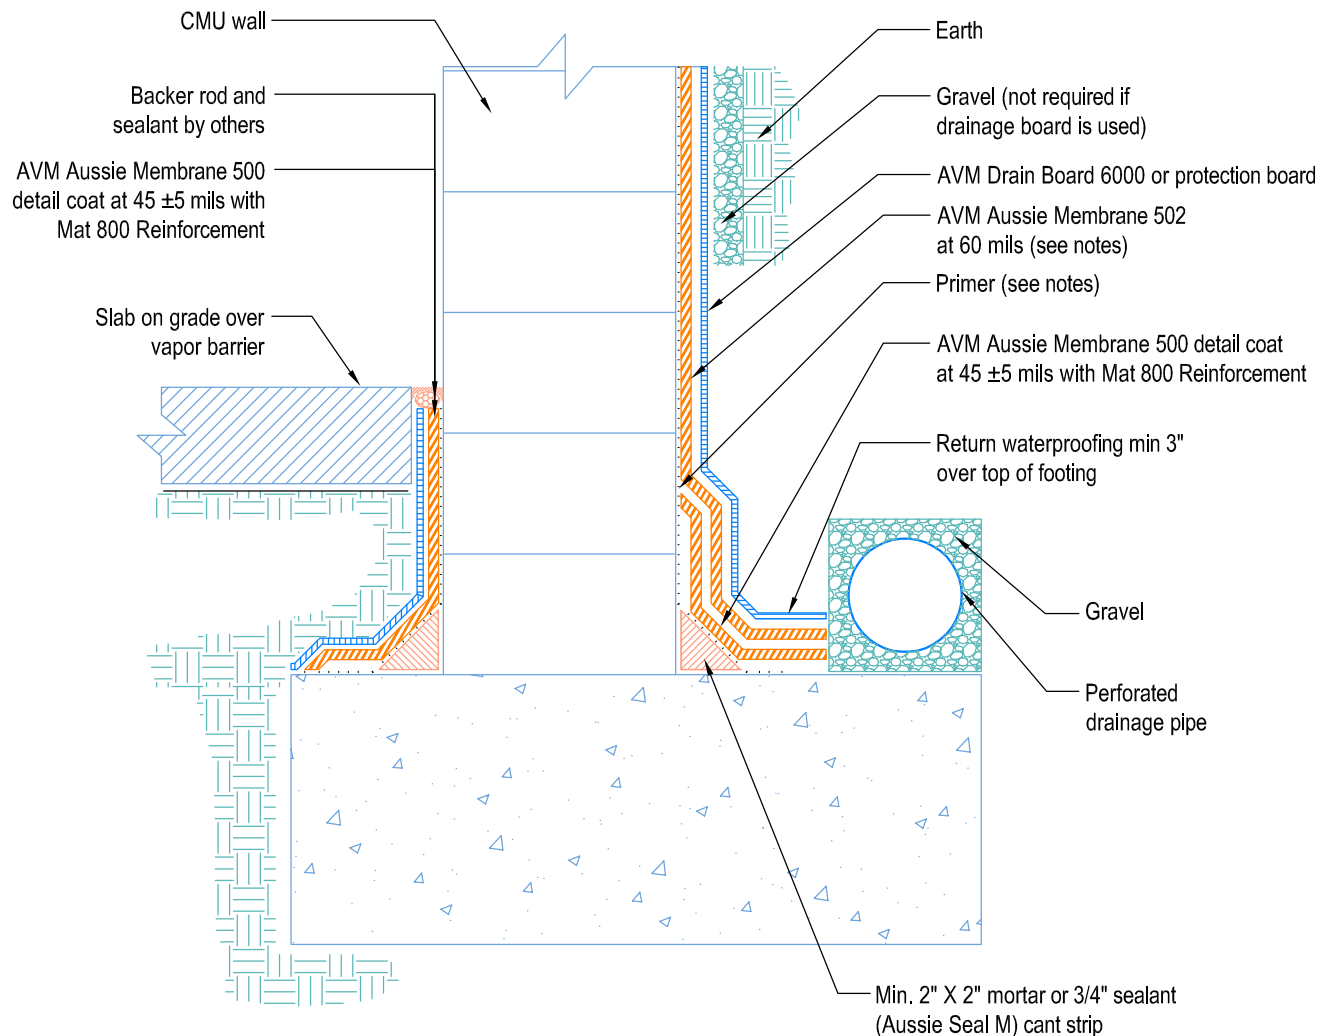 CMU wall
Backer rod and
sealant by others
AVM Aussie Membrane 500
detail coat at 45 ±5 mils with
Mat 800 Reinforcement
Slab on grade over
vapor barrier
Earth
Gravel (not required if
drainage board is used)
AVM Drain Board 6000 or protection board
AVM Aussie Membrane 502
at 60 mils (see notes)
Primer (see notes)
AVM Aussie Membrane 500 detail coat
at 45 ±5 mils with Mat 800 Reinforcement
Return waterproofing min 3"
over top of footing
Gravel
Perforated
drainage pipe
Min. 2" X 2" mortar or 3/4" sealant
(Aussie Seal M) cant strip